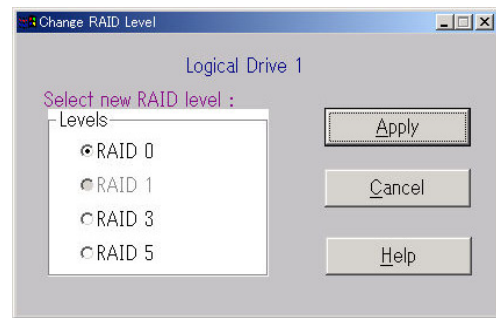 Change RAID Level
Logical Drive 1
Select new RAID level :
Levels
RAID 0
RAID 1
RAID 3
RAID 5
Apply
Cancel
Help